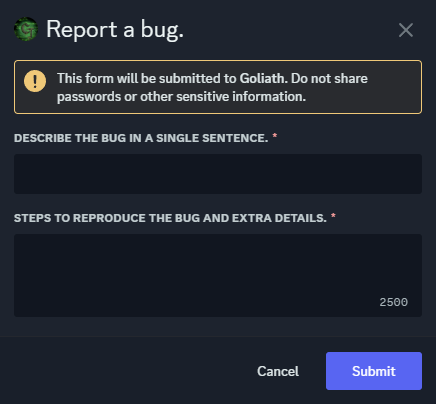 Report a bug.
This form will be submitted to Goliath. Do not share
passwords or other sensitive information.
DESCRIBE THE BUG IN A SINGLE SENTENCE. *
STEPS TO REPRODUCE THE BUG AND EXTRA DETAILS. *
2500
Cancel
Submit